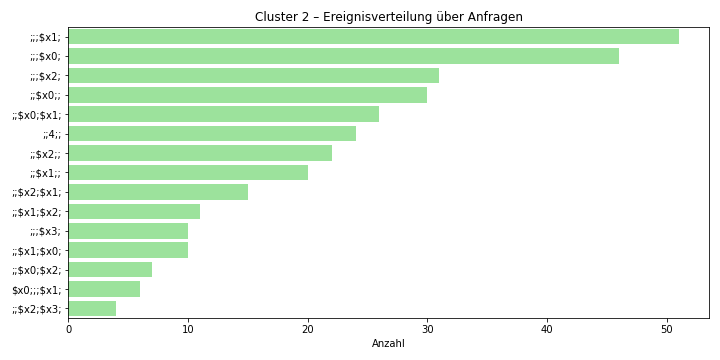 Cluster 2 – Ereignisverteilung über Anfragen
;;;$x1;
;;;$x0;
;;;$x2;
;;$x0;;
;;$x0;$x1;
;;4;;
;;$x2;;
;;$x1;;
;;$x2;$x1;
;;$x1;$x2;
;;;$x3;
;;$x1;$x0;
;;$x0;$x2;
$x0;;;$x1;
;;$x2;$x3;
0 10 20 30 40 50
Anzahl